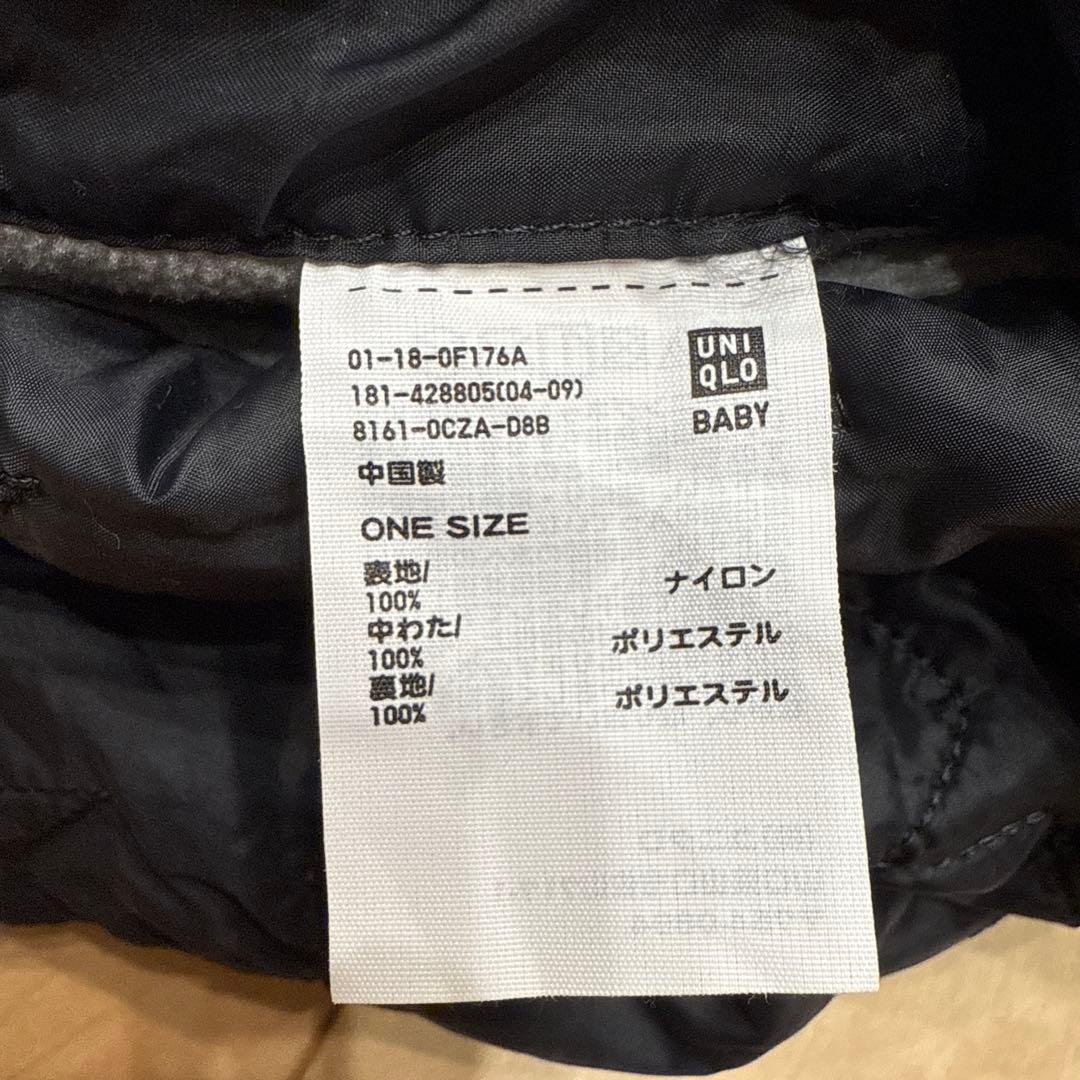 01-18-0F176A
181-428805(04-09)
8161-0CZA-D8B
UNI
QLO
BABY
中国製
ONE SIZE
表地/
100% ナイロン
中わた/
100% ポリエステル
裏地/
100% ポリエステル